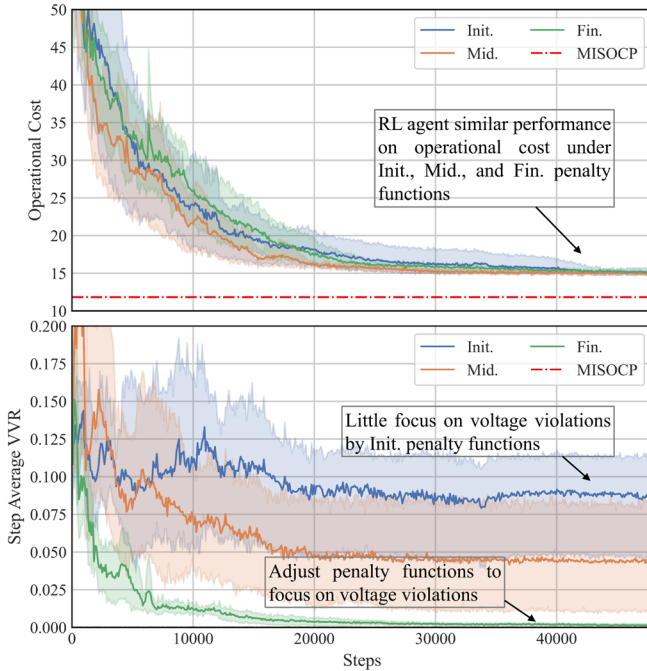 50
45
40
35
30
25
20
15
10
Operational Cost
Init.
Fin.
Mid.
MISOCP
RL agent similar performance
on operational cost under
Init., Mid., and Fin. penalty
functions
0.200
0.175
0.150
0.125
0.100
0.075
0.050
0.025
0.000
Step Average VVR
Init.
Fin.
Mid.
MISOCP
Little focus on voltage violations
by Init. penalty functions
Adjust penalty functions to
focus on voltage violations
0 10000 20000 30000 40000
Steps